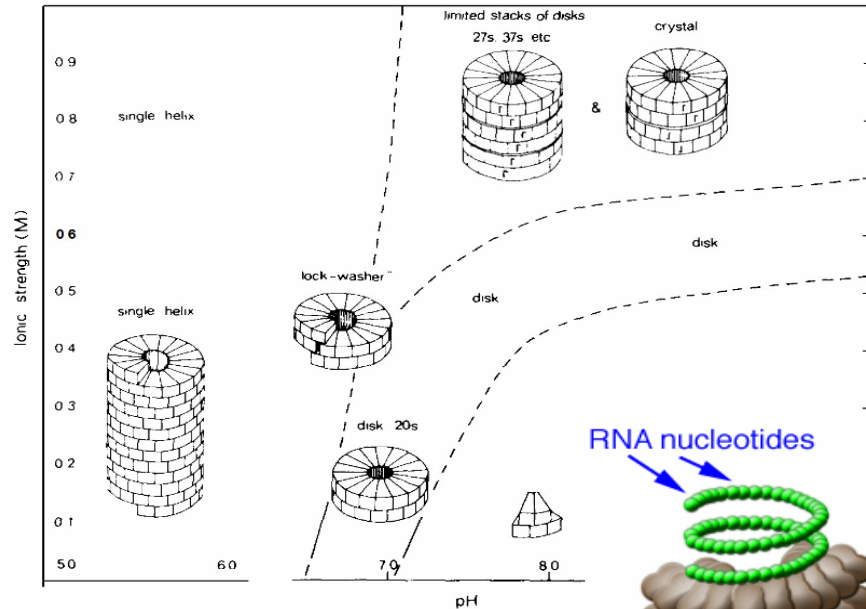 limited stacks of disks
27s. 37s etc
crystal
&
0.9
0.8
single helix
0.7
0.6
disk
lock-washer
disk
0.5
Ionic strength (M)
single helix
0.4
0.3
disk 20s
0.2
0.1
RNA nucleotides
5.0
6.0
7.0
8.0
pH